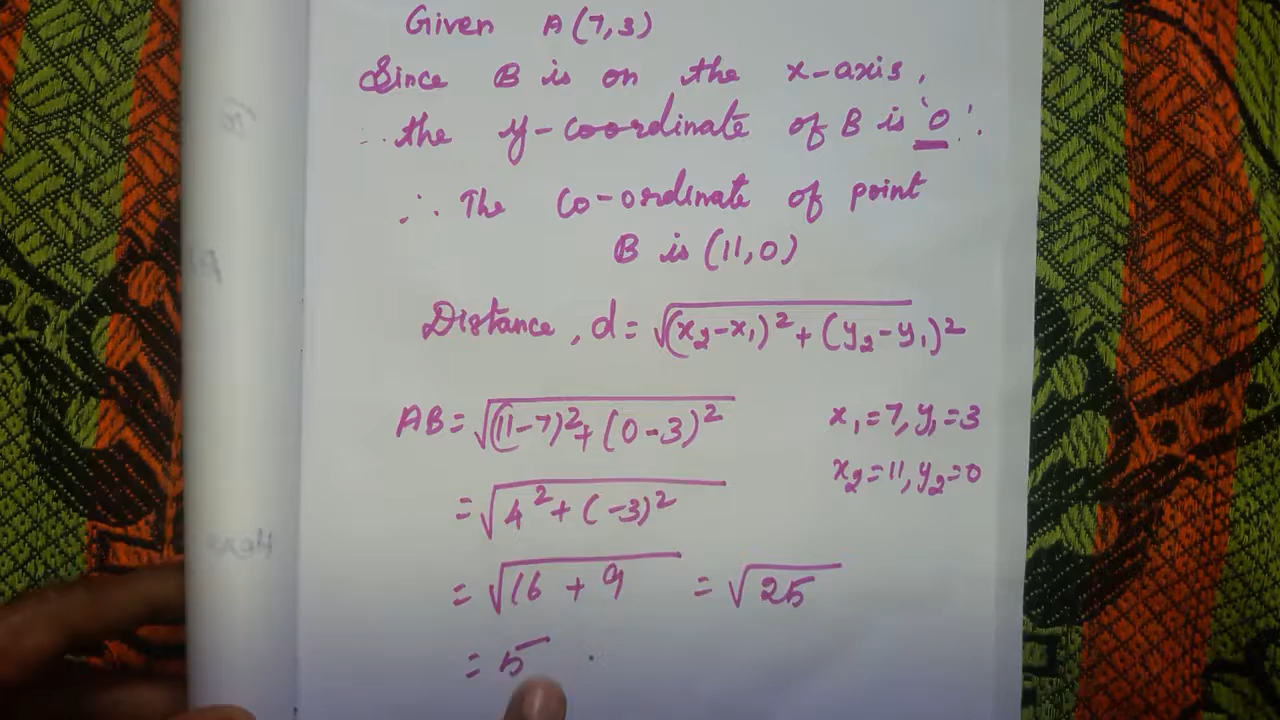 Given A(7,3)
Since B is on the x-axis,
∴ the y-coordinate of B is '0'.
∴ The Co-ordinate of point
B is (11,0)
Distance, d = √(x₂-x₁)² + (y₂-y₁)²
AB = √(11-7)² + (0-3)²
x₁=7, y₁=3
x₂=11, y₂=0
= √4² + (-3)²
= √16 + 9 = √25
= 5